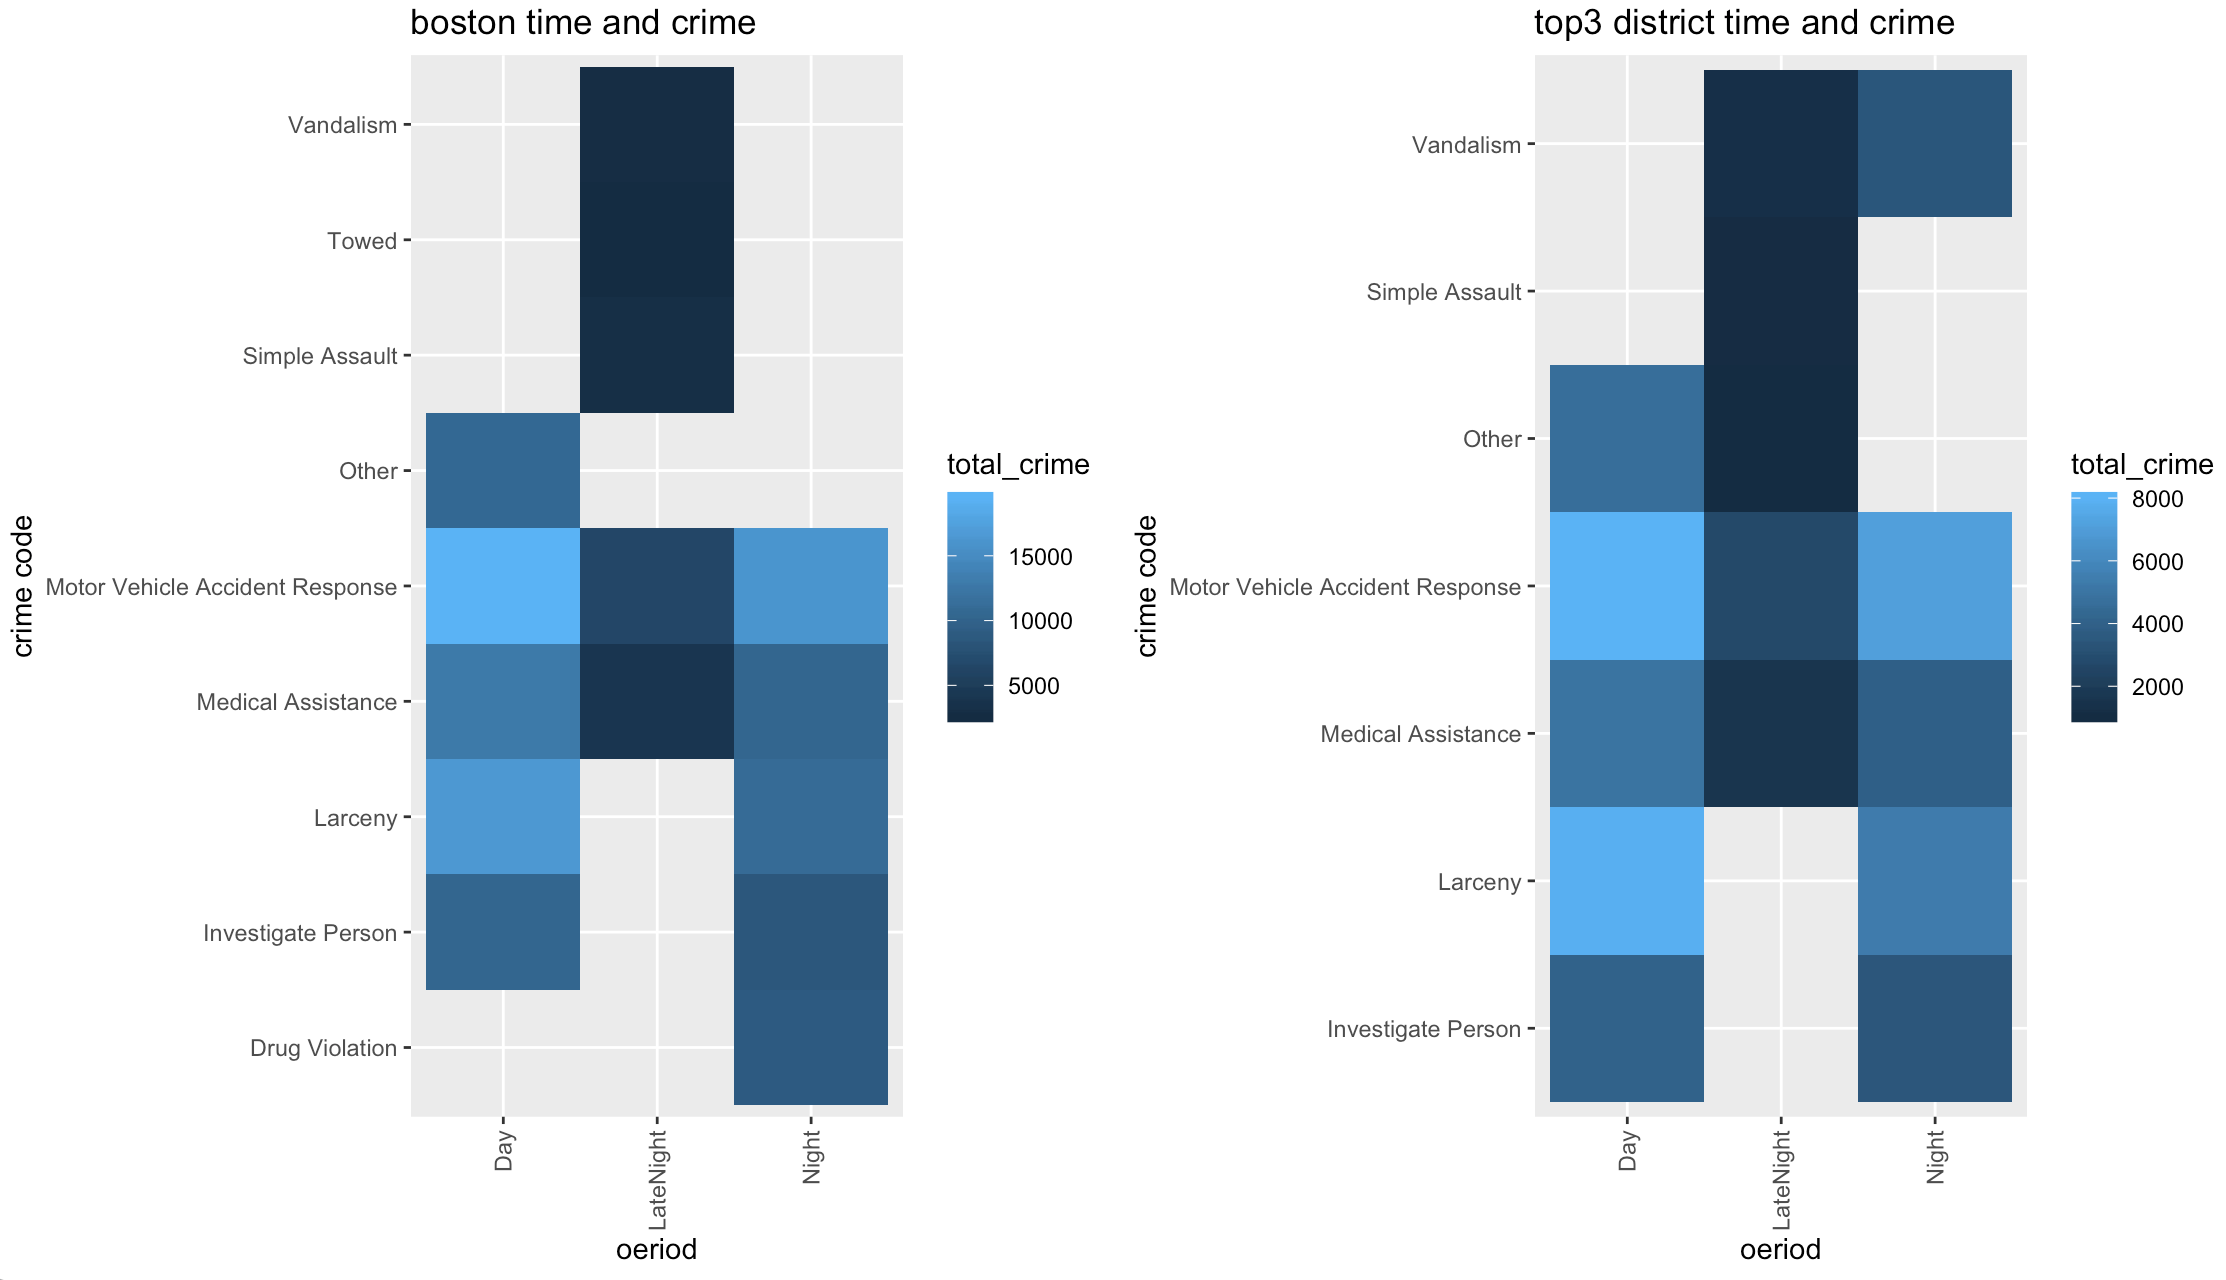 boston time and crime
crime code
Vandalism
Towed
Simple Assault
Other
Motor Vehicle Accident Response
Medical Assistance
Larceny
Investigate Person
Drug Violation
Day
LateNight
Night
oeriod
total_crime
15000
10000
5000
top3 district time and crime
crime code
Vandalism
Simple Assault
Other
Motor Vehicle Accident Response
Medical Assistance
Larceny
Investigate Person
Day
LateNight
Night
oeriod
total_crime
8000
6000
4000
2000